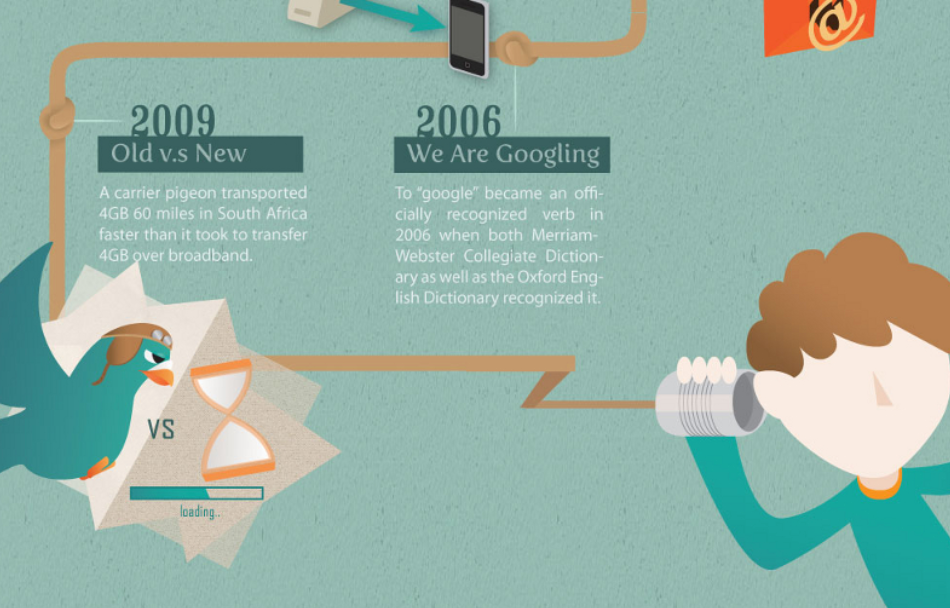 2009
Old v.s New
A carrier pigeon transported
4GB 60 miles in South Africa
faster than it took to transfer
4GB over broadband.
2006
We Are Googling
To “google” became an offi-
cially recognized verb in
2006 when both Merriam-
Webster Collegiate Diction-
ary as well as the Oxford Eng-
lish Dictionary recognized it.
@
VS
loading..